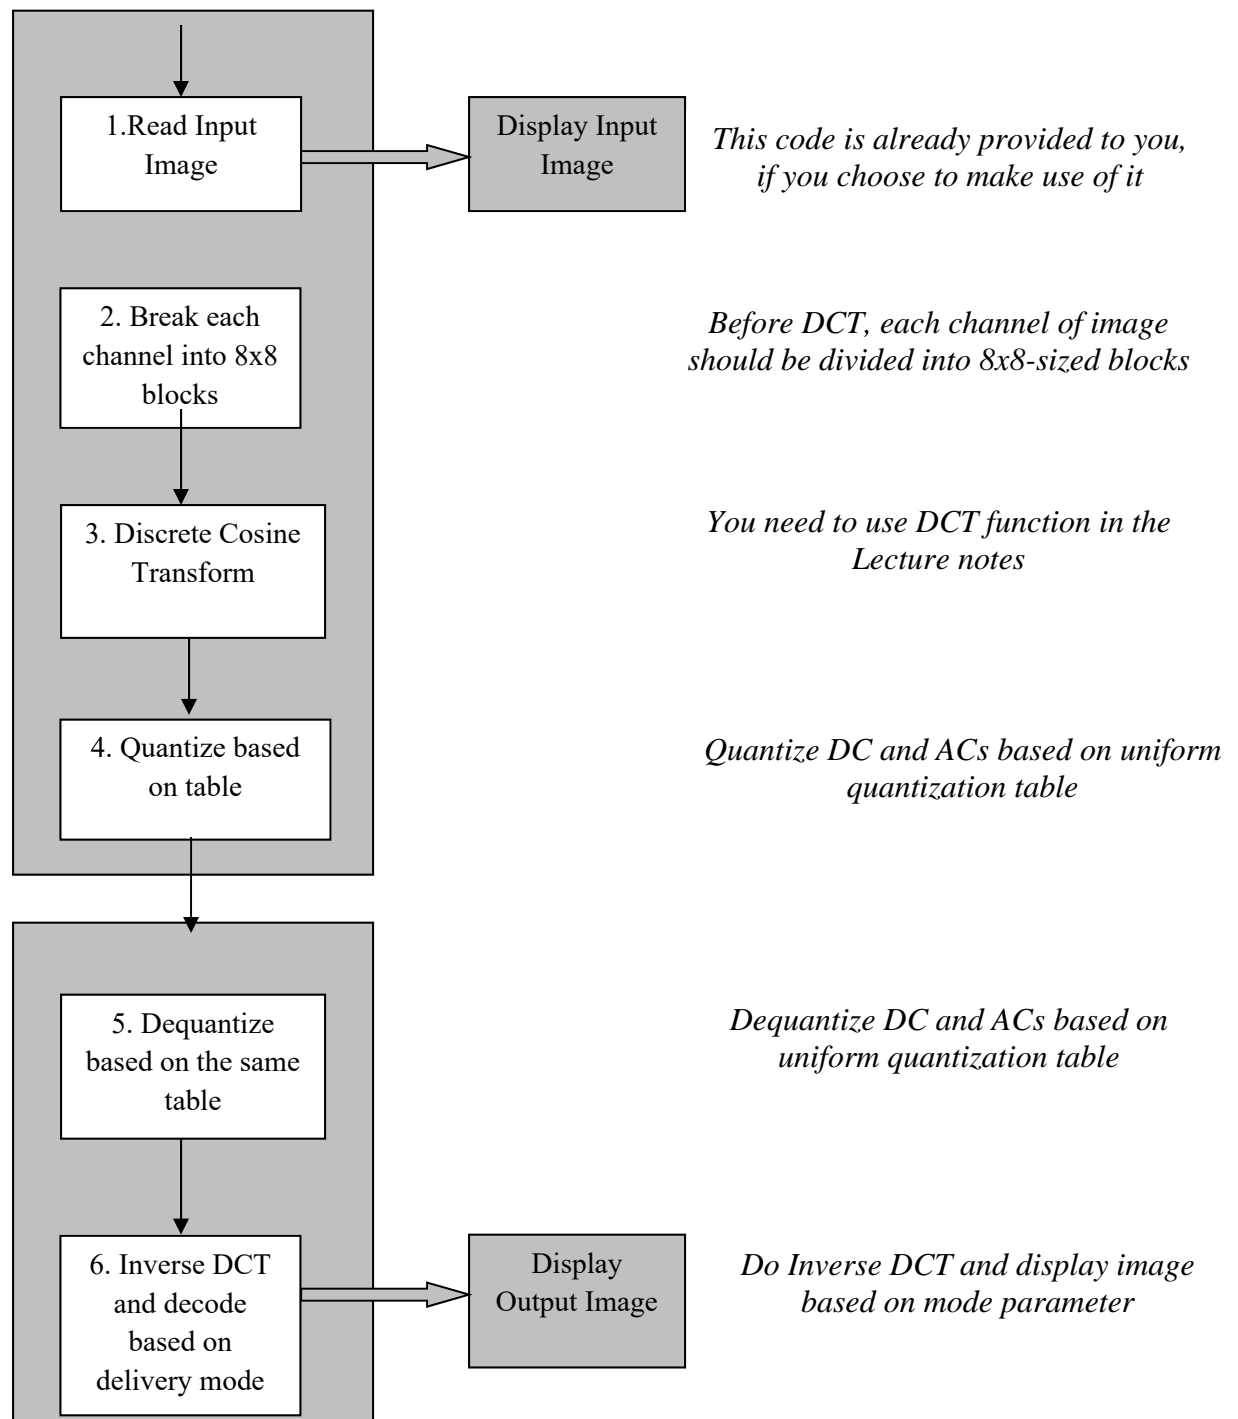 1.Read Input
Image
Display Input
Image
This code is already provided to you,
if you choose to make use of it
2. Break each
channel into 8x8
blocks
Before DCT, each channel of image
should be divided into 8x8-sized blocks
3. Discrete Cosine
Transform
You need to use DCT function in the
Lecture notes
4. Quantize based
on table
Quantize DC and ACs based on uniform
quantization table
5. Dequantize
based on the same
table
Dequantize DC and ACs based on
uniform quantization table
6. Inverse DCT
and decode
based on
delivery mode
Display
Output Image
Do Inverse DCT and display image
based on mode parameter